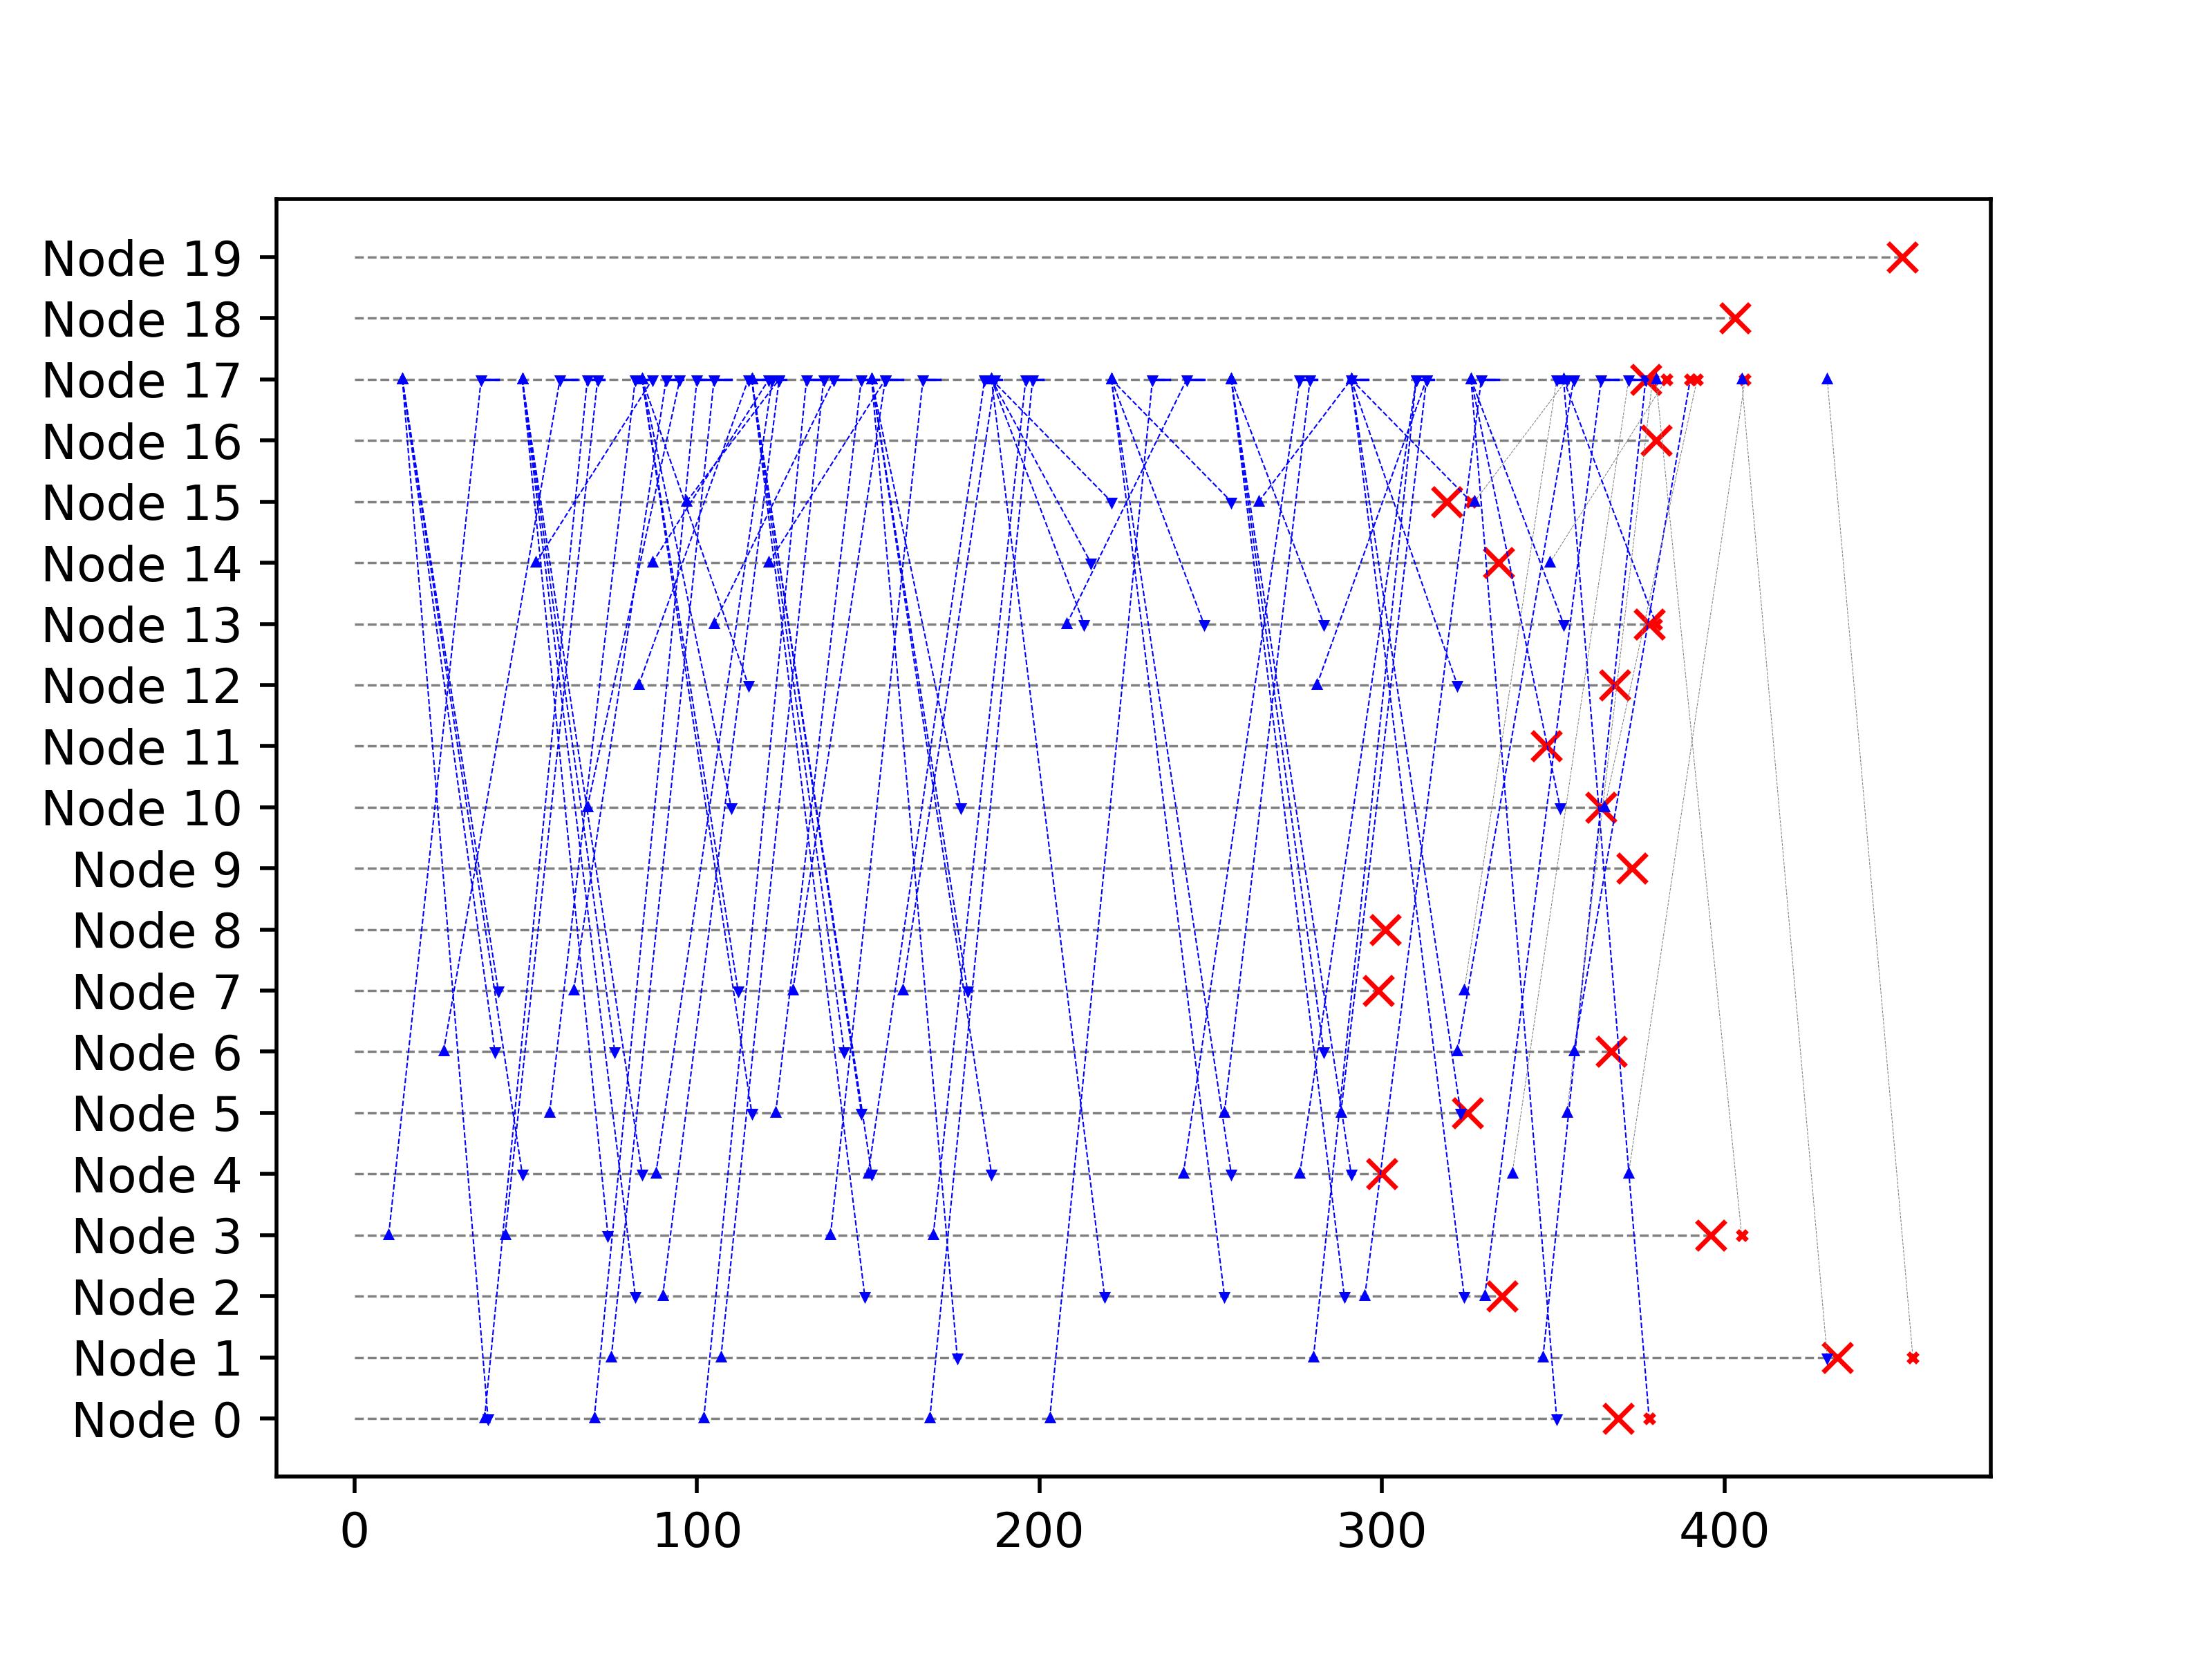 Node 19
Node 18
Node 17
Node 16
Node 15
Node 14
Node 13
Node 12
Node 11
Node 10
Node 9
Node 8
Node 7
Node 6
Node 5
Node 4
Node 3
Node 2
Node 1
Node 0
0 100 200 300 400